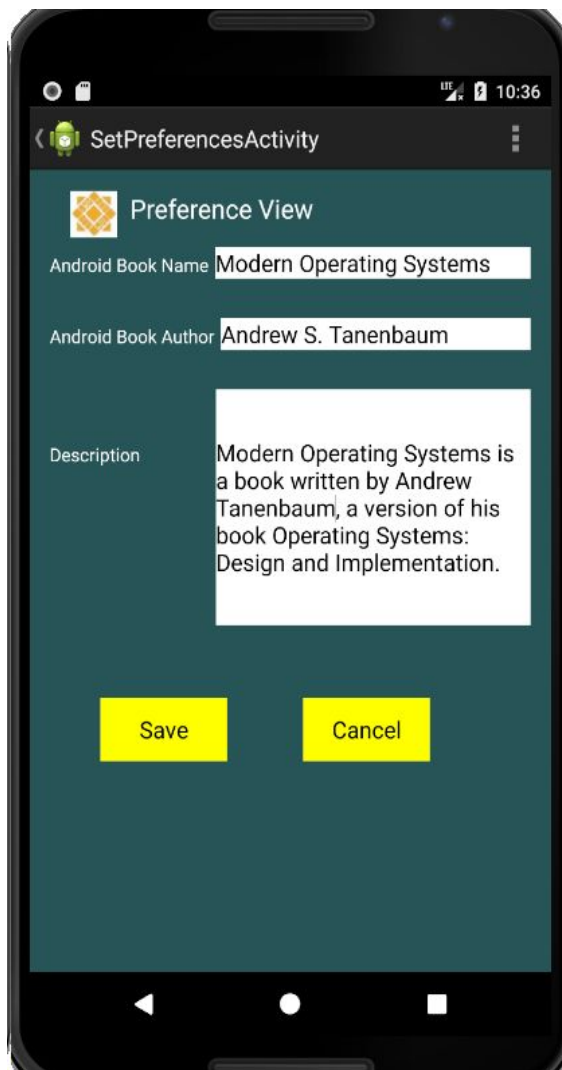 LTE 10:36
SetPreferencesActivity
Preference View
Android Book Name Modern Operating Systems
Android Book Author Andrew S. Tanenbaum
Description
Modern Operating Systems is
a book written by Andrew
Tanenbaum, a version of his
book Operating Systems:
Design and Implementation.
Save Cancel